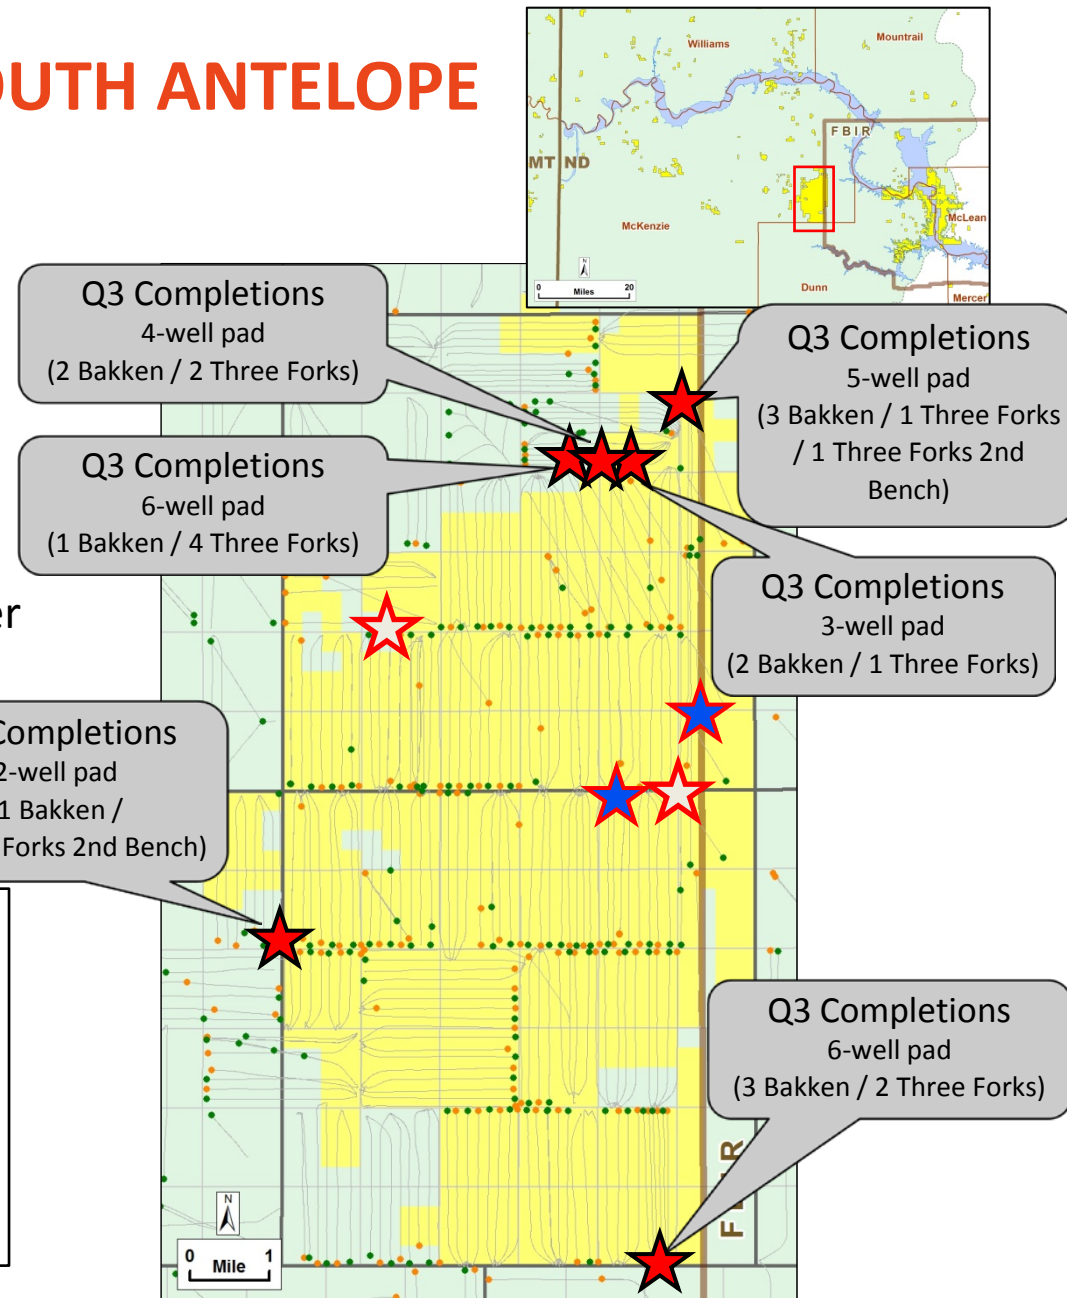 OUTH ANTELOPE
Williams
Mountrail
FBIR
MT ND
McKenzie
McLean
Dunn
Mercer
N
0 20
Miles
Q3 Completions
4-well pad
(2 Bakken / 2 Three Forks)
Q3 Completions
5-well pad
(3 Bakken / 1 Three Forks
/ 1 Three Forks 2nd
Bench)
Q3 Completions
6-well pad
(1 Bakken / 4 Three Forks)
Q3 Completions
3-well pad
(2 Bakken / 1 Three Forks)
er
Completions
2-well pad
1 Bakken /
Forks 2nd Bench)
Q3 Completions
6-well pad
(3 Bakken / 2 Three Forks)
FBIR
N
0 1
Mile